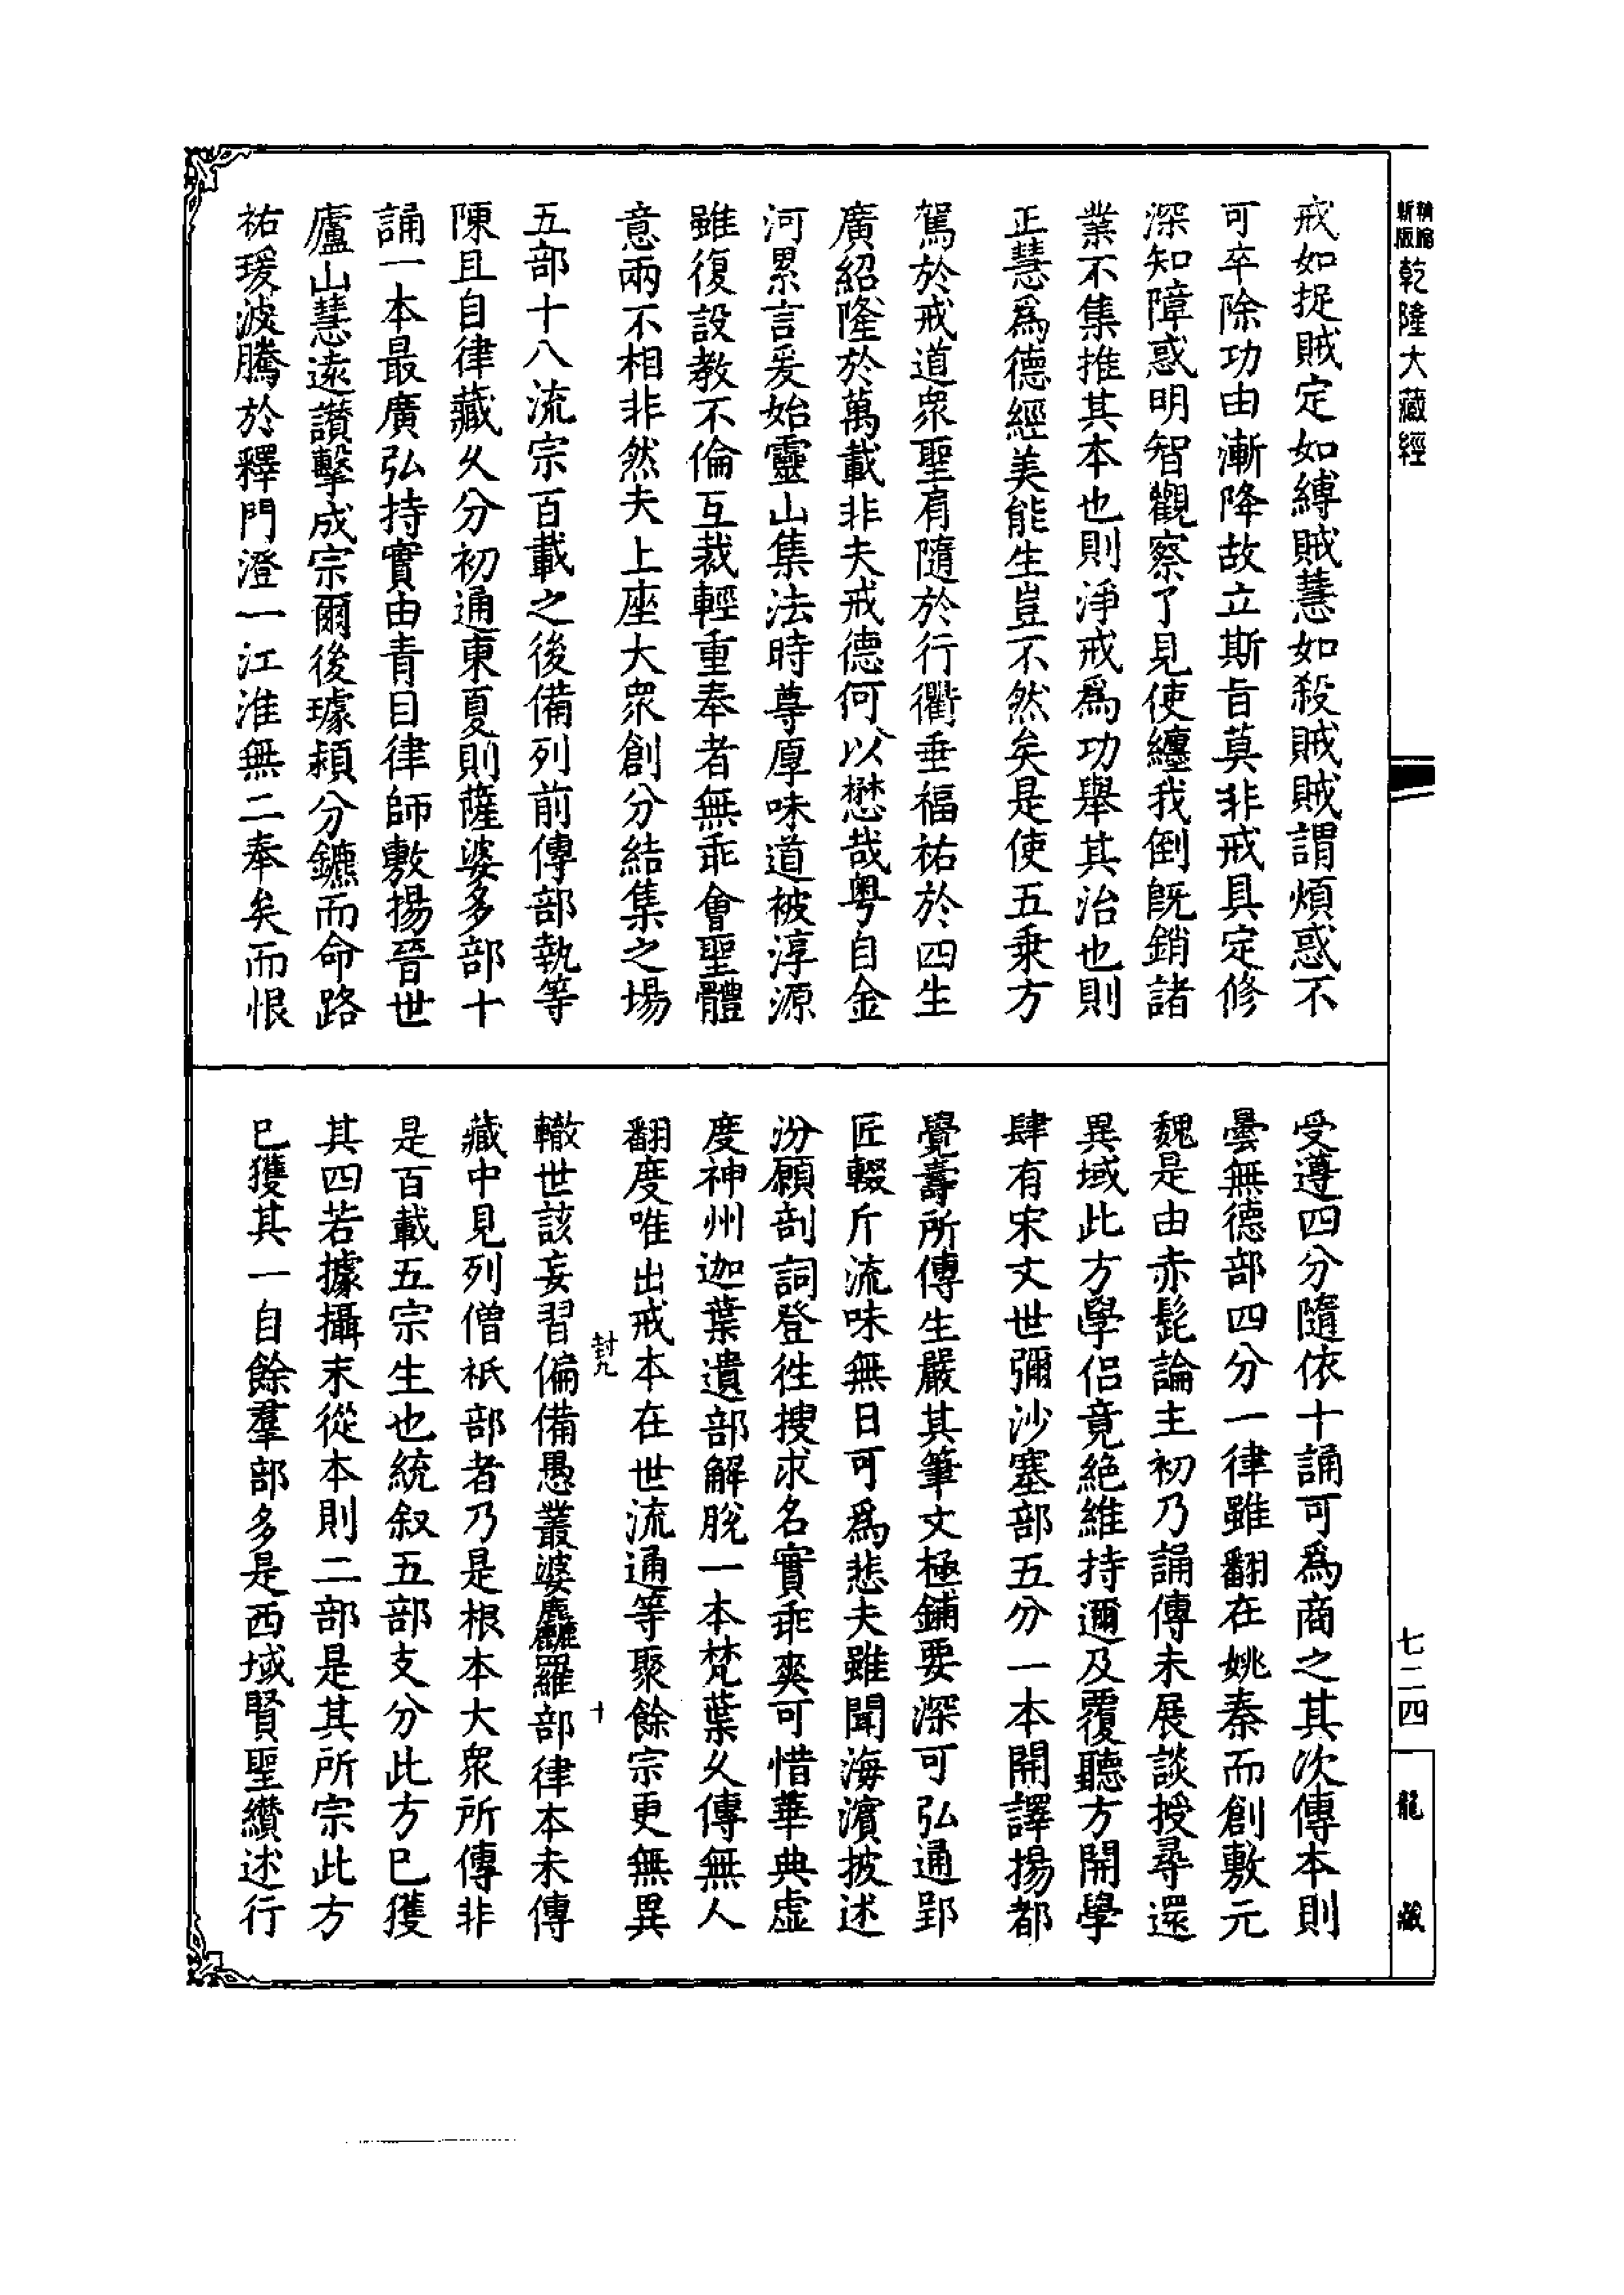 精縮新版乾隆大藏經
戒如捉賊定如縛賊慧如殺賊賊謂煩惑不
可卒除功由漸降故立斯旨莫非戒具定修
深知障惑明智觀察了見使纏我倒旣銷諸
業不集推其本也則淨戒爲功舉其治也則
正慧爲德經美能生豈不然矣是使五乘方
駕於戒道衆聖肩隨於行衢垂福祐於四生
廣紹隆於萬載非夫戒德何以懋哉粵自金
河累言爰始靈山集法時尊厚味道被淳源
雖復設教不倫互裁輕重奉者無乖會聖體
意兩不相非然夫上座大衆創分結集之場
五部十八流宗百載之後備列前傳部執等
陳且自律藏久分初通東夏則薩婆多部十
誦一本最廣弘持實由青目律師敷揚晉世
廬山慧遠讚擊成宗爾後璩頴分鑣而命路
祐瑗波騰於釋門澄一江淮無二奉矣而恨
受遵四分隨依十誦可爲商之其次傳本則
曇無德部四分一律雖翻在姚秦而創敷元
魏是由赤髭論主初乃誦傳未展談授尋還
異域此方學侶竟絶維持邇及覆聽方開學
肆有宋文世彌沙塞部五分一本開譯揚都
覺壽所傳生嚴其筆文極鋪要深可弘通郢
匠輟斤流味無日可爲悲夫雖聞海濵披述
汾願剖詞登徃搜求名實乖爽可惜華典虛
度神州迦葉遺部解脫一本梵葉久傳無人
翻度唯出戒本在世流通等聚餘宗更無異
封九
十
轍世該妄習偏備愚叢婆麤羅部律本未傳
藏中見列僧祇部者乃是根本大衆所傳非
是百載五宗生也統叙五部支分此方已獲
其四若據攝末從本則二部是其所宗此方
已獲其一自餘羣部多是西域賢聖纘述行
七二四
龍藏